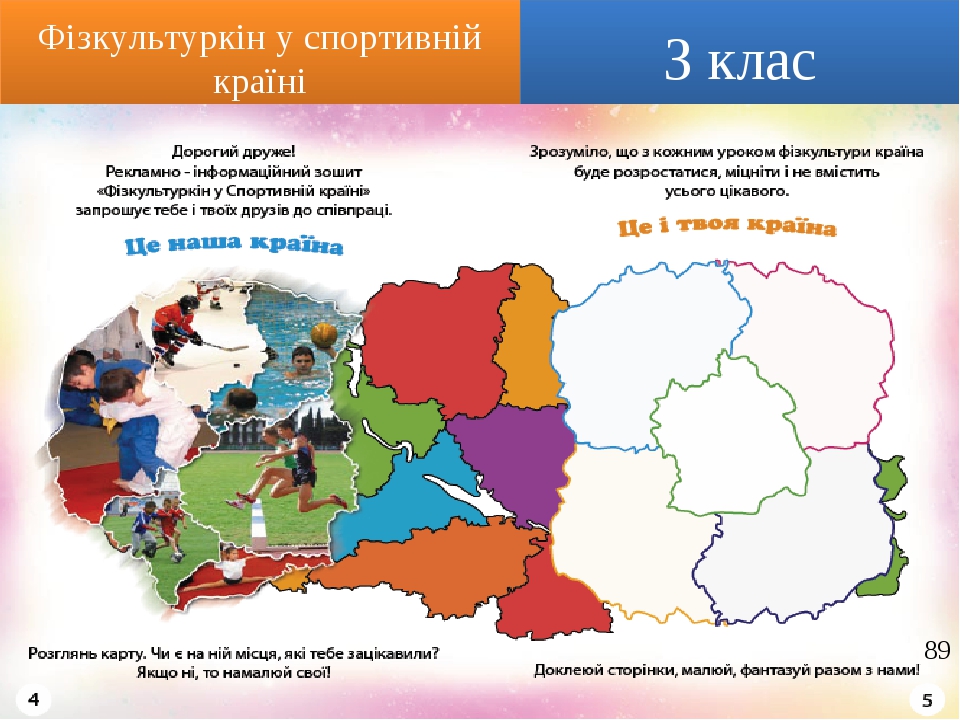 Фізкультуркін у спортивній
країні
3 клас
Дорогий друже!
Рекламно - інформаційний зошит
«Фізкультуркін у Спортивній країні»
запрошує тебе і твоїх друзів до співпраці.
Це наша країна
Зрозуміло, що з кожним уроком фізкультури країна
буде розростатися, міцніти і не вмістить
усього цікавого.
Це і твоя країна
Розглянь карту. Чи є на ній місця, які тебе зацікавили?
Якщо ні, то намалюй свої!
Доклеюй сторінки, малюй, фантазуй разом з нами!
89
4
5